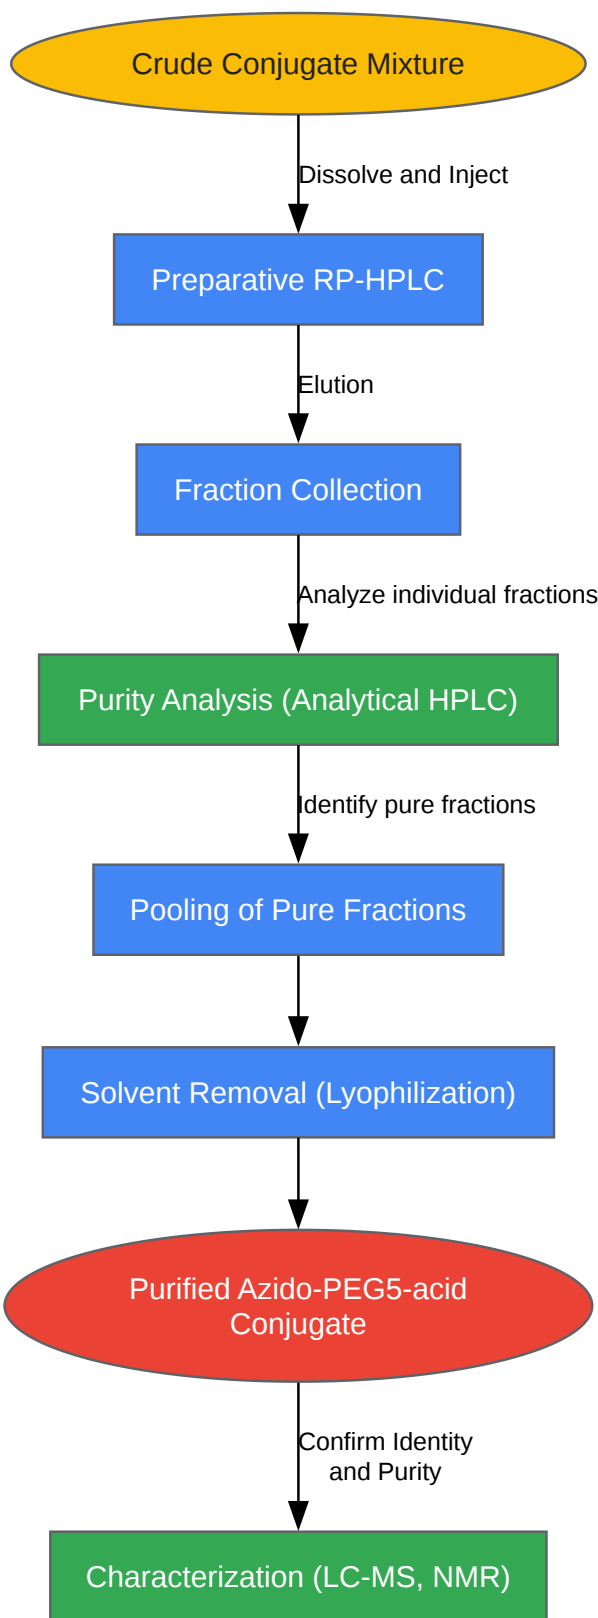 Crude Conjugate Mixture
Dissolve and Inject
Preparative RP-HPLC
Elution
Fraction Collection
Analyze individual fractions
Purity Analysis (Analytical HPLC)
Identify pure fractions
Pooling of Pure Fractions
Solvent Removal (Lyophilization)
Purified Azido-PEG5-acid
Conjugate
Confirm Identity
and Purity
Characterization (LC-MS, NMR)